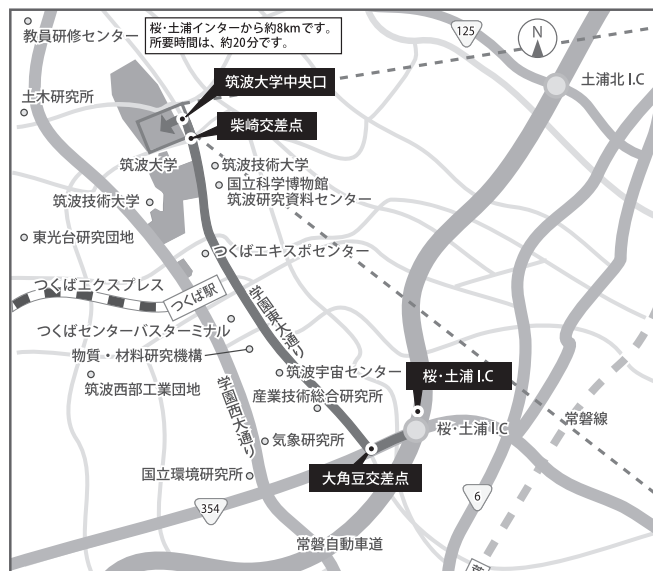 桜・土浦インターから約8kmです。
所要時間は、約20分です。
教員研修センター
125
N
土浦北I.C
筑波大学中央口
土木研究所
柴崎交差点
筑波大学
筑波技術大学
国立科学博物館
筑波研究資料センター
筑波技術大学
東光台研究団地
つくばエキスポセンター
つくばエクスプレス
つくば駅
学園東大通り
つくばセンターバスターミナル
物質・材料研究機構
筑波宇宙センター
桜・土浦I.C
筑波西部工業団地
学園西大通り
産業技術総合研究所
常磐線
桜・土浦I.C
気象研究所
国立環境研究所
大角豆交差点
354
6
常磐自動車道